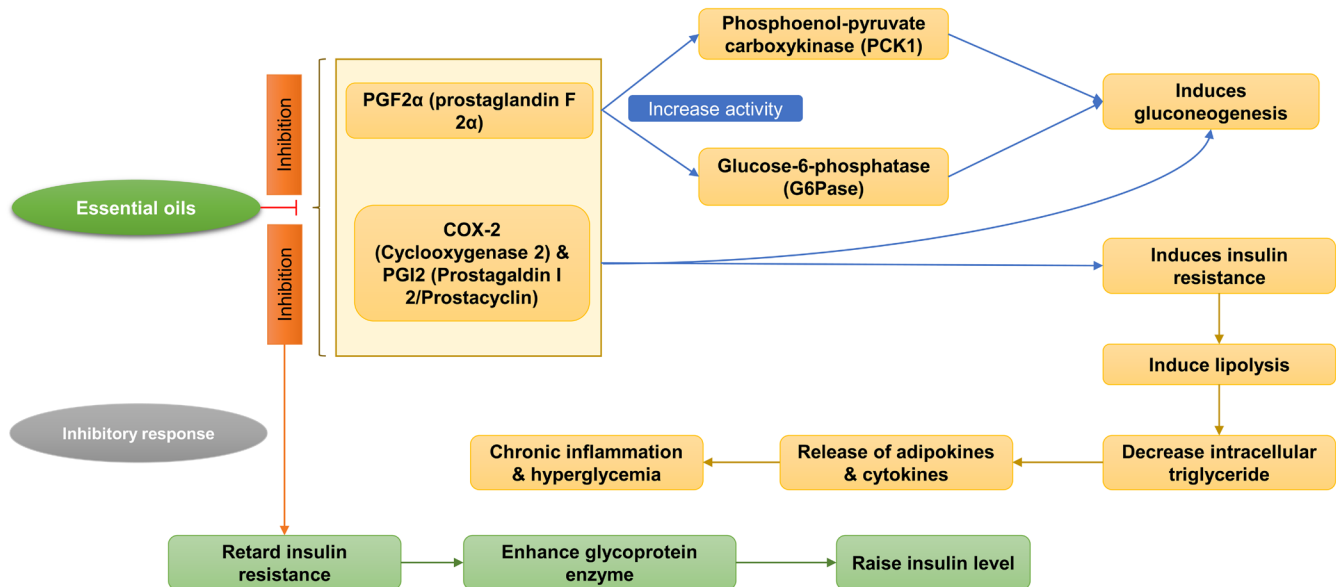 Phosphoenol-pyruvate
carboxykinase (PCK1)
Inhibition
PGF2α (prostaglandin F
2α)
Increase activity
Induces
gluconeogenesis
Glucose-6-phosphatase
(G6Pase)
Essential oils
Inhibition
COX-2
(Cyclooxygenase 2) &
PGI2 (Prostagaldin I
2/Prostacyclin)
Induces insulin
resistance
Induce lipolysis
Inhibitory response
Chronic inflammation
& hyperglycemia
Release of adipokines
& cytokines
Decrease intracellular
triglyceride
Retard insulin
resistance
Enhance glycoprotein
enzyme
Raise insulin level